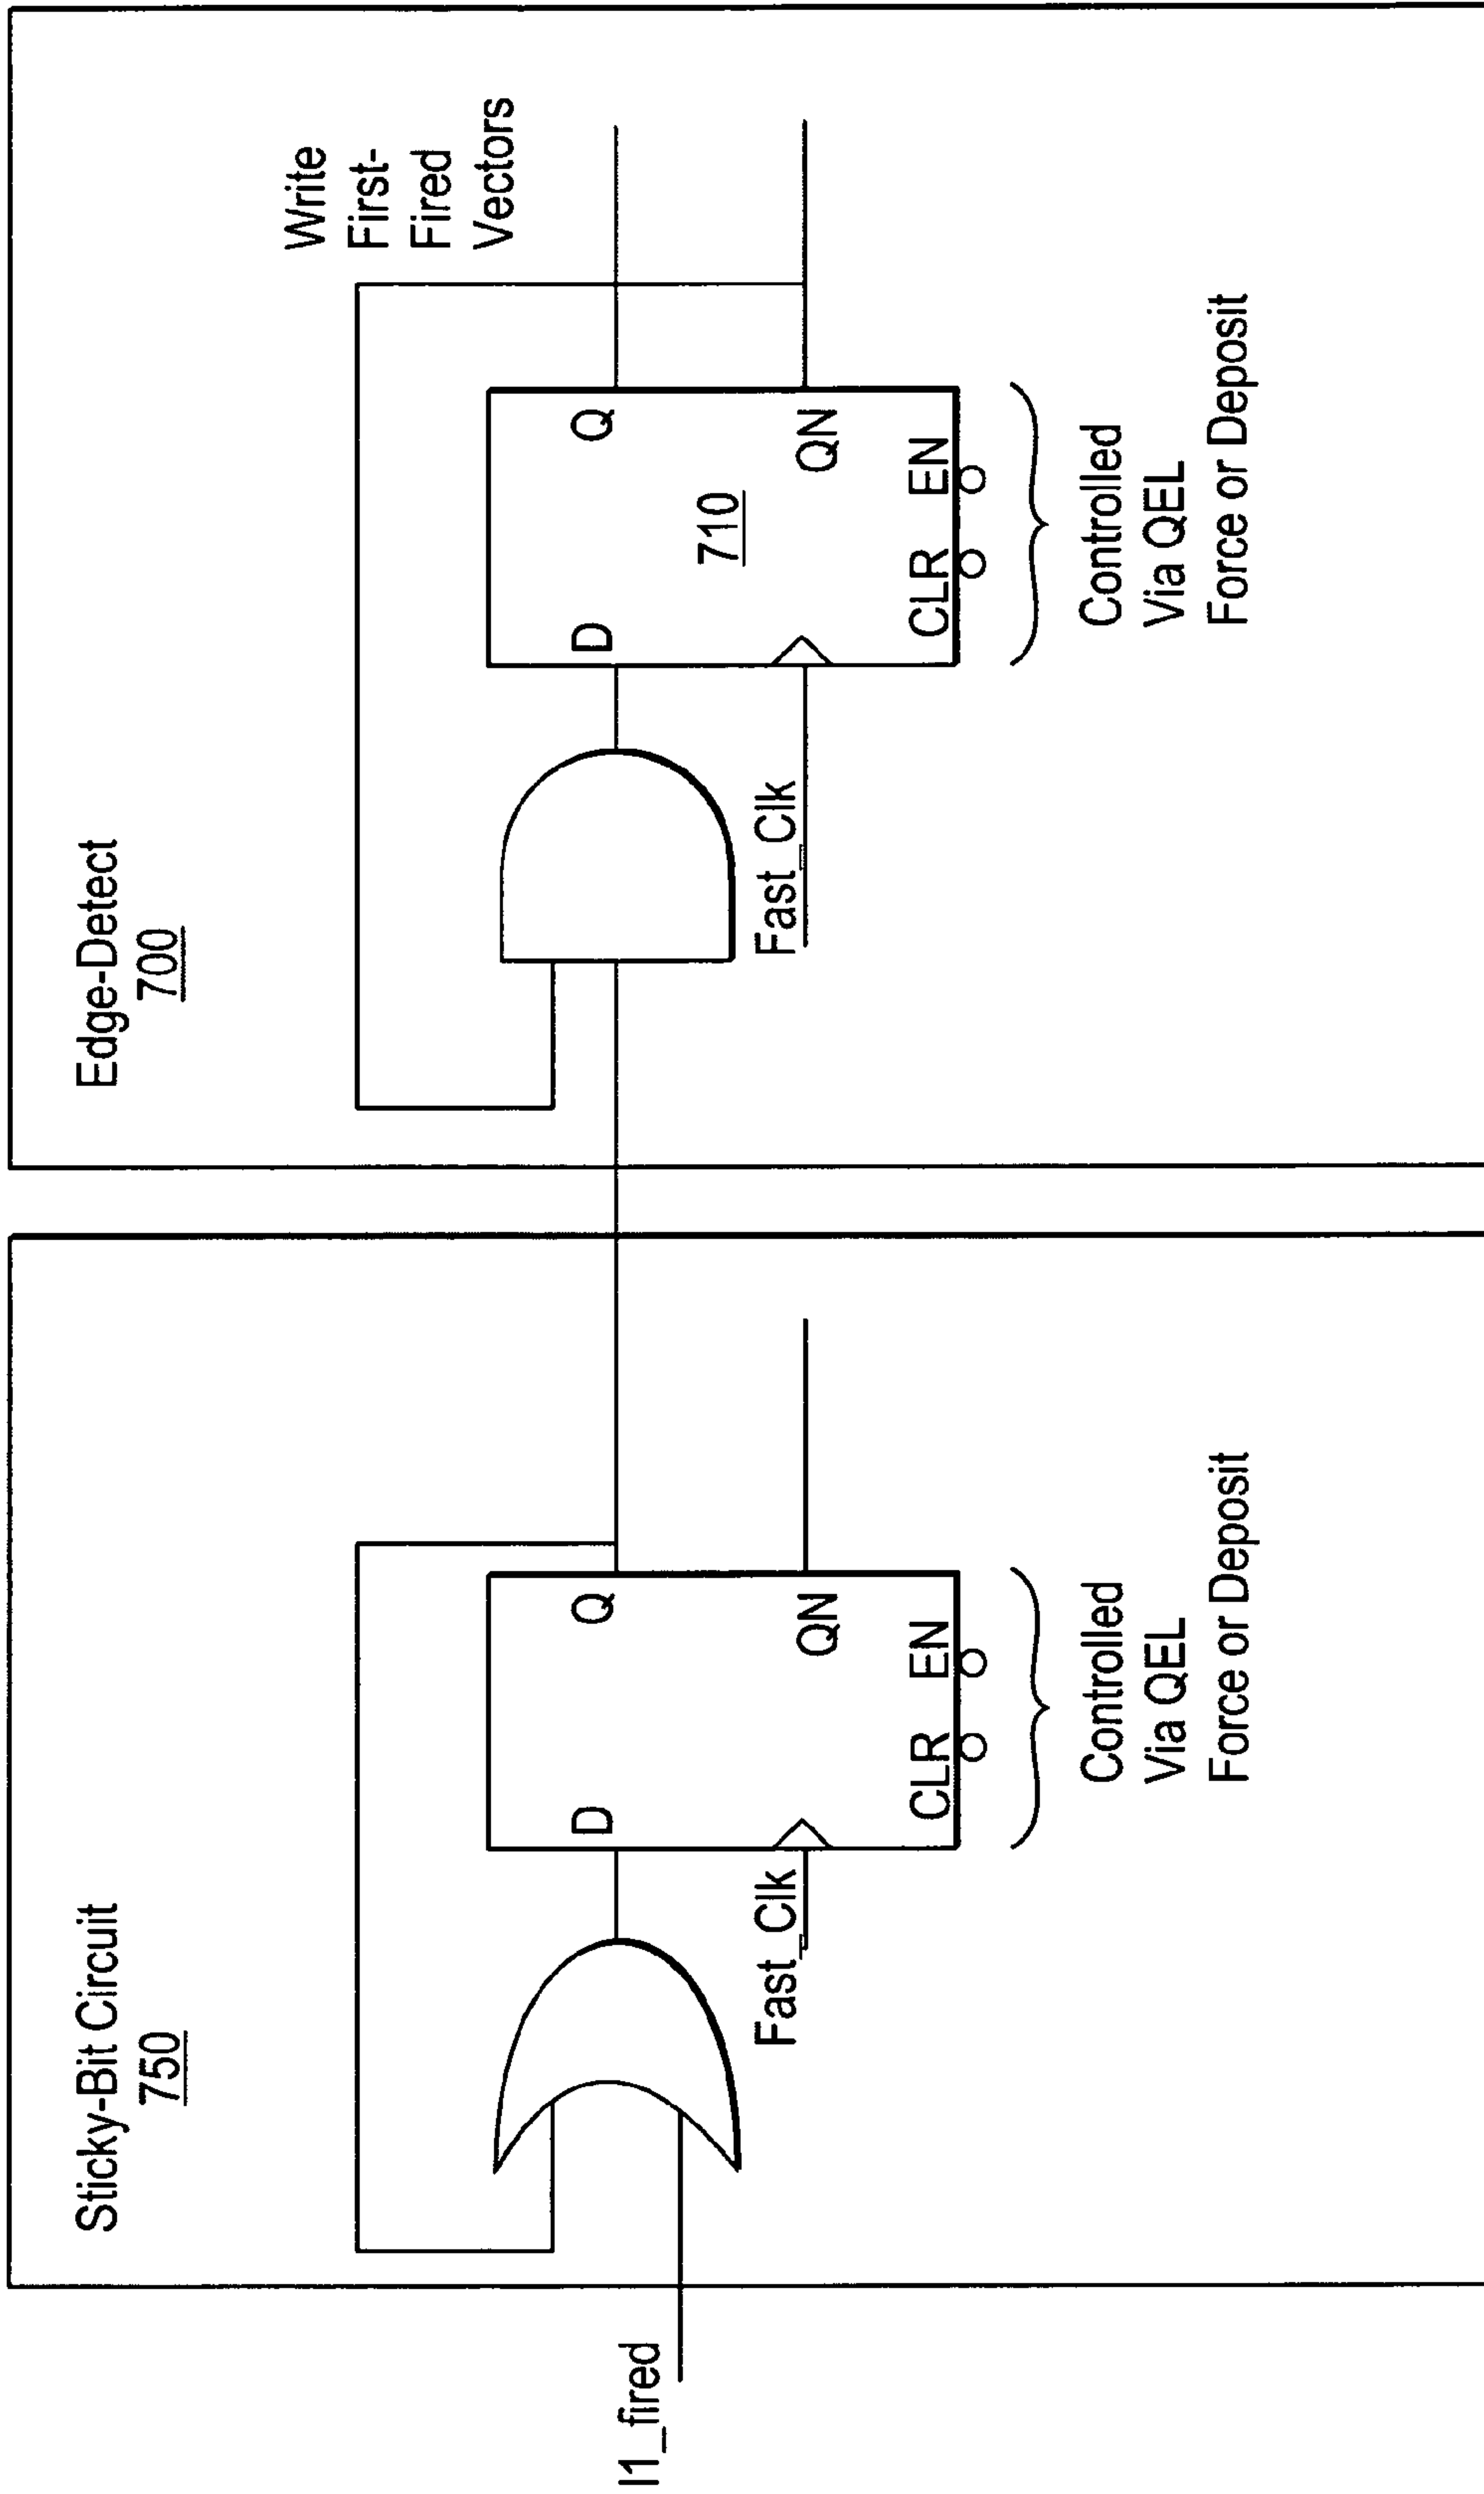 Sticky-Bit Circuit
750
I1_fired
D
Q
QN
CLR
EN
Fast_Clk
Controlled
Via QEL
Force or Deposit
Edge-Detect
700
D
Q
710
QN
CLR
EN
Fast_Clk
Write
First-
Fired
Vectors
Controlled
Via QEL
Force or Deposit